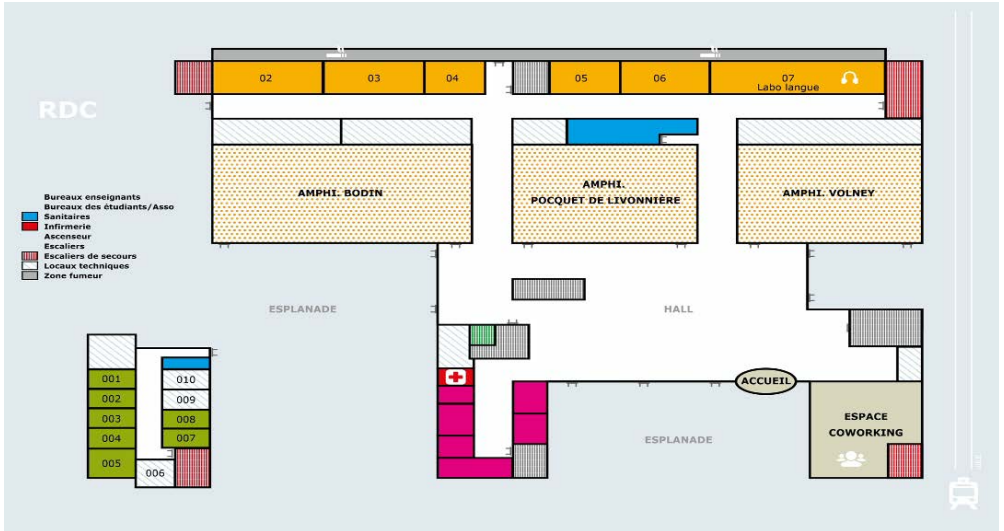 02
03
04
05
06
07
Labo langue
RDC
AMPHI. BODIN
AMPHI.
POCQUET DE LIVONNIÈRE
AMPHI. VOLNEY
Bureaux enseignants
Bureaux des étudiants/Asso
Sanitaires
Infirmerie
Ascenseur
Escaliers
Escaliers de secours
Locaux techniques
Zone fumeur
ESPLANADE
HALL
001
002
003
004
005
006
010
009
008
007
ACCUEIL
ESPLANADE
ESPACE
COWORKING